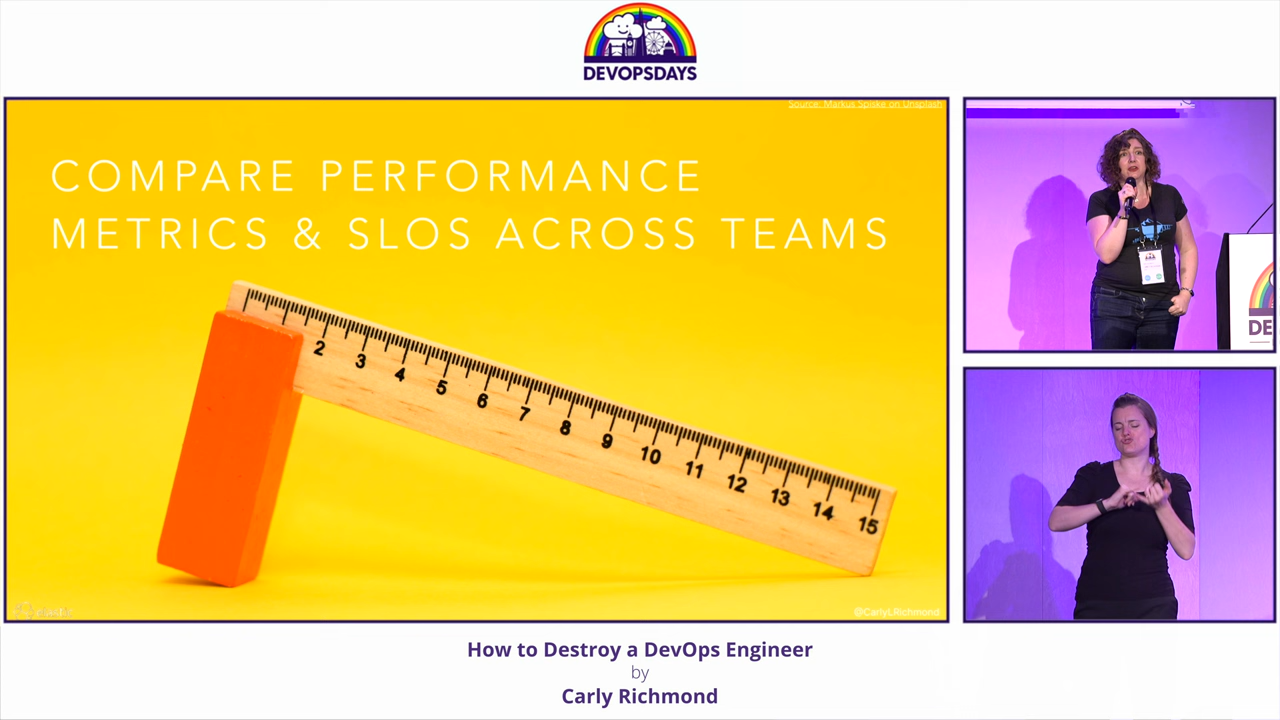 DEVOPSDAYS
Source: Markus Spiske on Unsplash
COMPARE PERFORMANCE
METRICS & SLOS ACROSS TEAMS
2 3 4 5 6 7 8 9 10 11 12 13 14 15
@CarlyLRichmond
DE
How to Destroy a DevOps Engineer
by
Carly Richmond